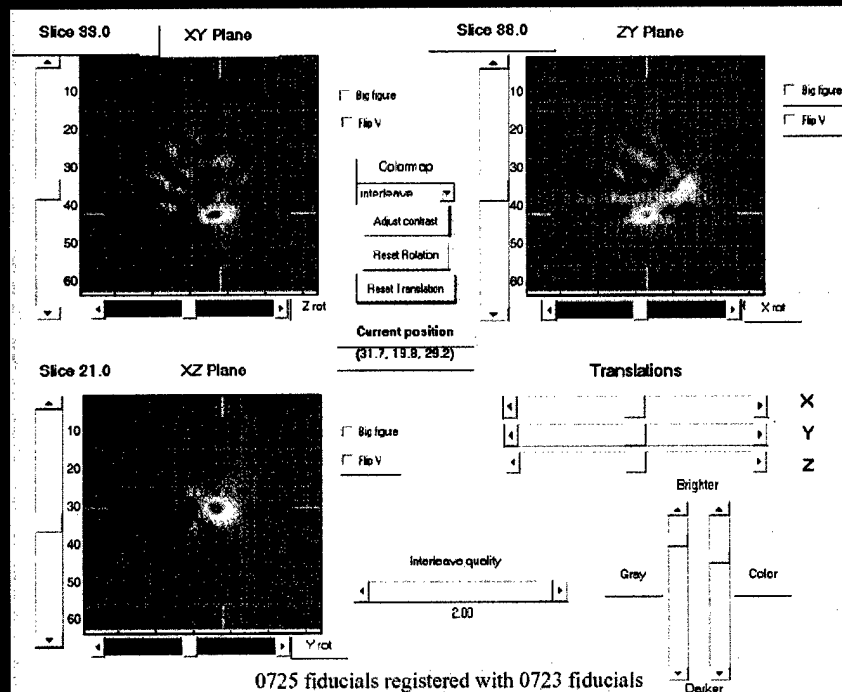 Slice 33.0
XY Plane
10
20
30
40
50
60
Z rot
Big figure
Flip V
Colormap
interleave
Adjust contrast
Reset Rotation
Reset Translation
Current position
(31.7, 19.8, 29.2)
Slice 38.0
ZY Plane
10
20
30
40
50
60
X rot
Big figure
Flip V
Slice 21.0
XZ Plane
10
20
30
40
50
60
Y rot
Big figure
Flip V
Translations
X
Y
Z
Interleave quality
2.00
Brighter
Gray
Color
Darker
0725 fiducials registered with 0723 fiducials